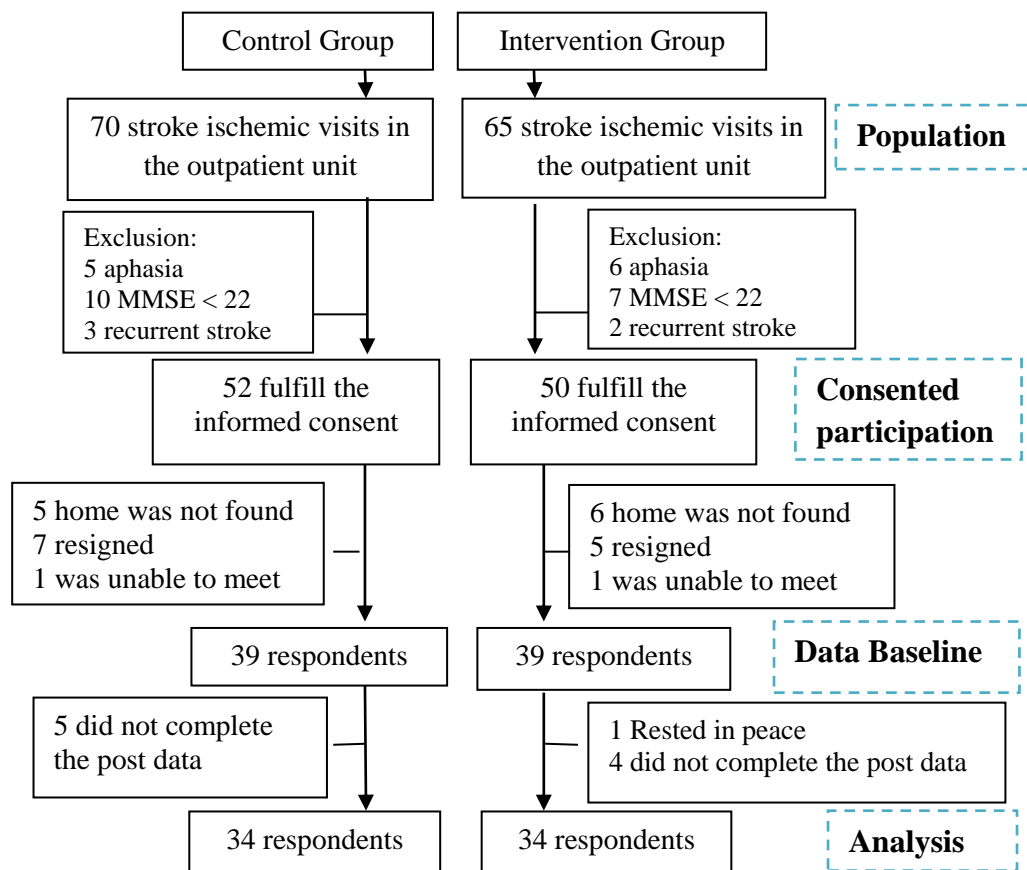 Control Group
Intervention Group
70 stroke ischemic visits in
the outpatient unit
65 stroke ischemic visits in
the outpatient unit
Population
Exclusion:
5 aphasia
10 MMSE < 22
3 recurrent stroke
Exclusion:
6 aphasia
7 MMSE < 22
2 recurrent stroke
52 fulfill the
informed consent
50 fulfill the
informed consent
Consented
participation
5 home was not found
7 resigned
1 was unable to meet
6 home was not found
5 resigned
1 was unable to meet
39 respondents
39 respondents
Data Baseline
5 did not complete
the post data
1 Rested in peace
4 did not complete the post data
34 respondents
34 respondents
Analysis